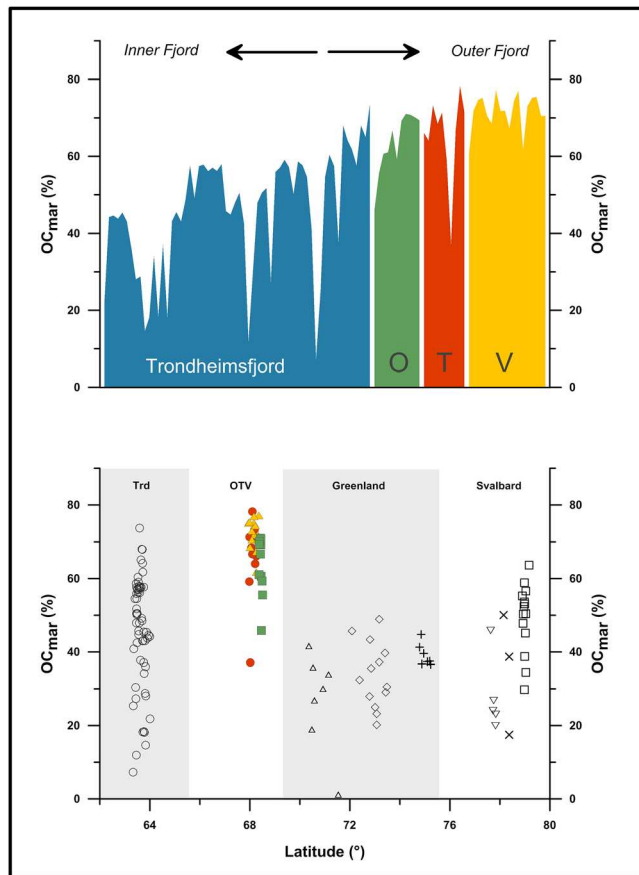 Inner Fjord
Outer Fjord
80
80
60
60
OCmar (%)
OCmar (%)
40
40
20
20
Trondheimsfjord
O
T
V
0
0
Trd
OTV
Greenland
Svalbard
80
80
60
60
OCmar (%)
OCmar (%)
40
40
20
20
0
0
64
68
72
76
80
Latitude (°)